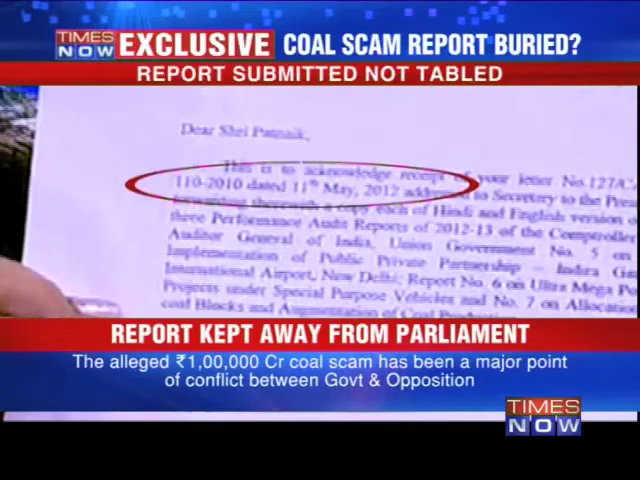 TIMES NOW EXCLUSIVE COAL SCAM REPORT BURIED?
REPORT SUBMITTED NOT TABLED
Dear Shri Patnaik,
This is to acknowledge receipt of your letter No.127/C-
110-2010 dated 11th May, 2012 addressed to Secretary to the Pres
a copy each of Hindi and English version o
three Performance Audit Reports of 2012-13 of the Comptroller
Auditor General of India, Union Government No. 5 on
Implementation of Public Private Partnership – Indira Gan
International Airport, New Delhi; Report No. 6 on Ultra Mega Po
Projects under Special Purpose Vehicles and No. 7 on Allocation
coal Blocks and Augmentation of Coal
REPORT KEPT AWAY FROM PARLIAMENT
The alleged ₹1,00,000 Cr coal scam has been a major point
of conflict between Govt & Opposition
TIMES
NOW